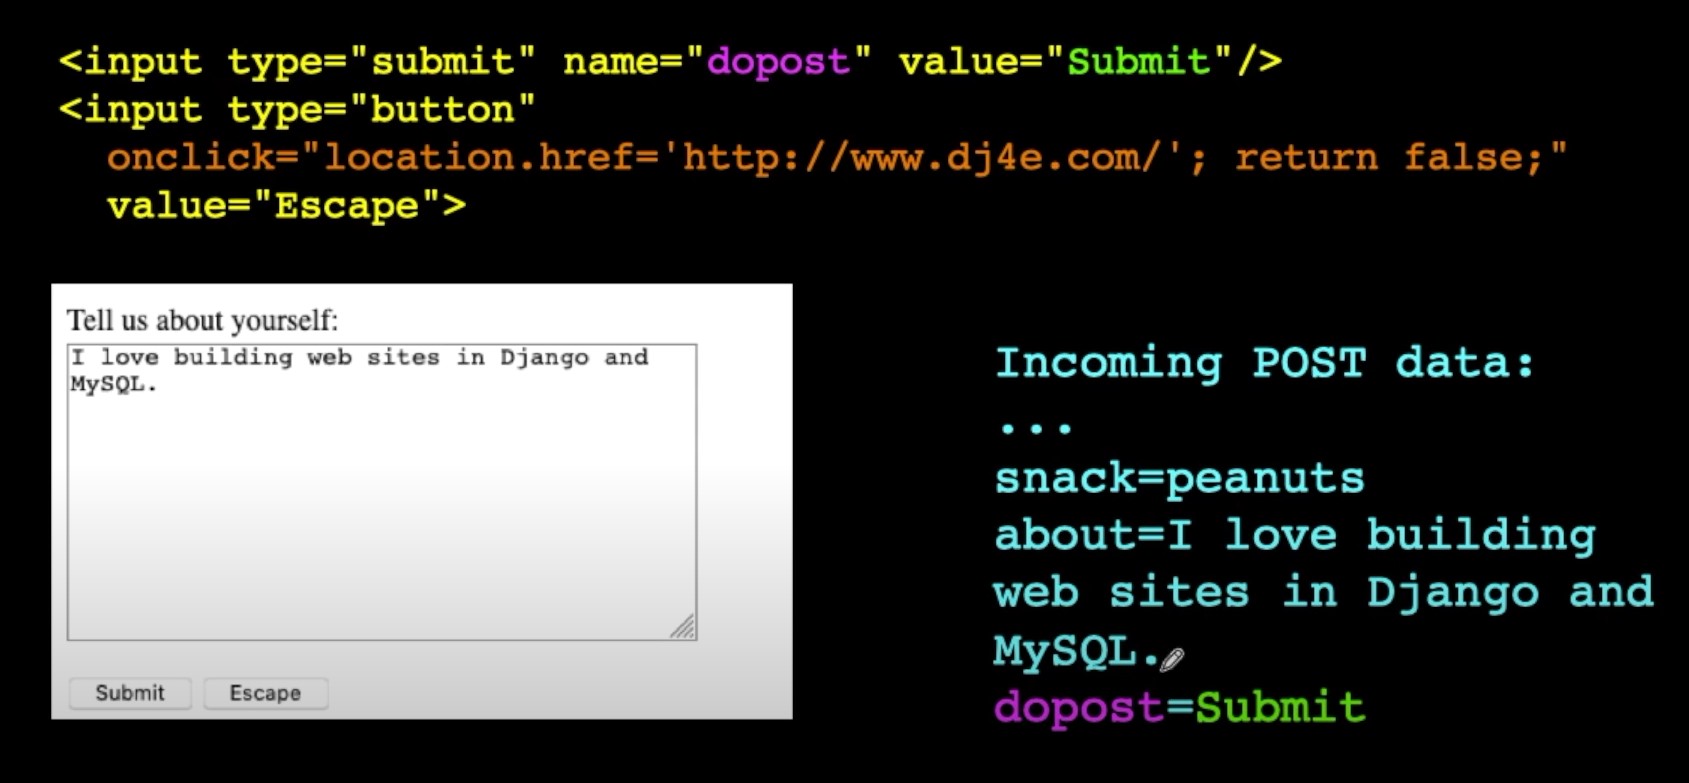 <input type="submit" name="dopost" value="Submit"/>
<input type="button"
onclick="location.href='http://www.dj4e.com/'; return false;"
value="Escape">
Tell us about yourself:
I love building web sites in Django and
MySQL.
Submit Escape
Incoming POST data:
...
snack=peanuts
about=I love building
web sites in Django and
MySQL.
dopost=Submit